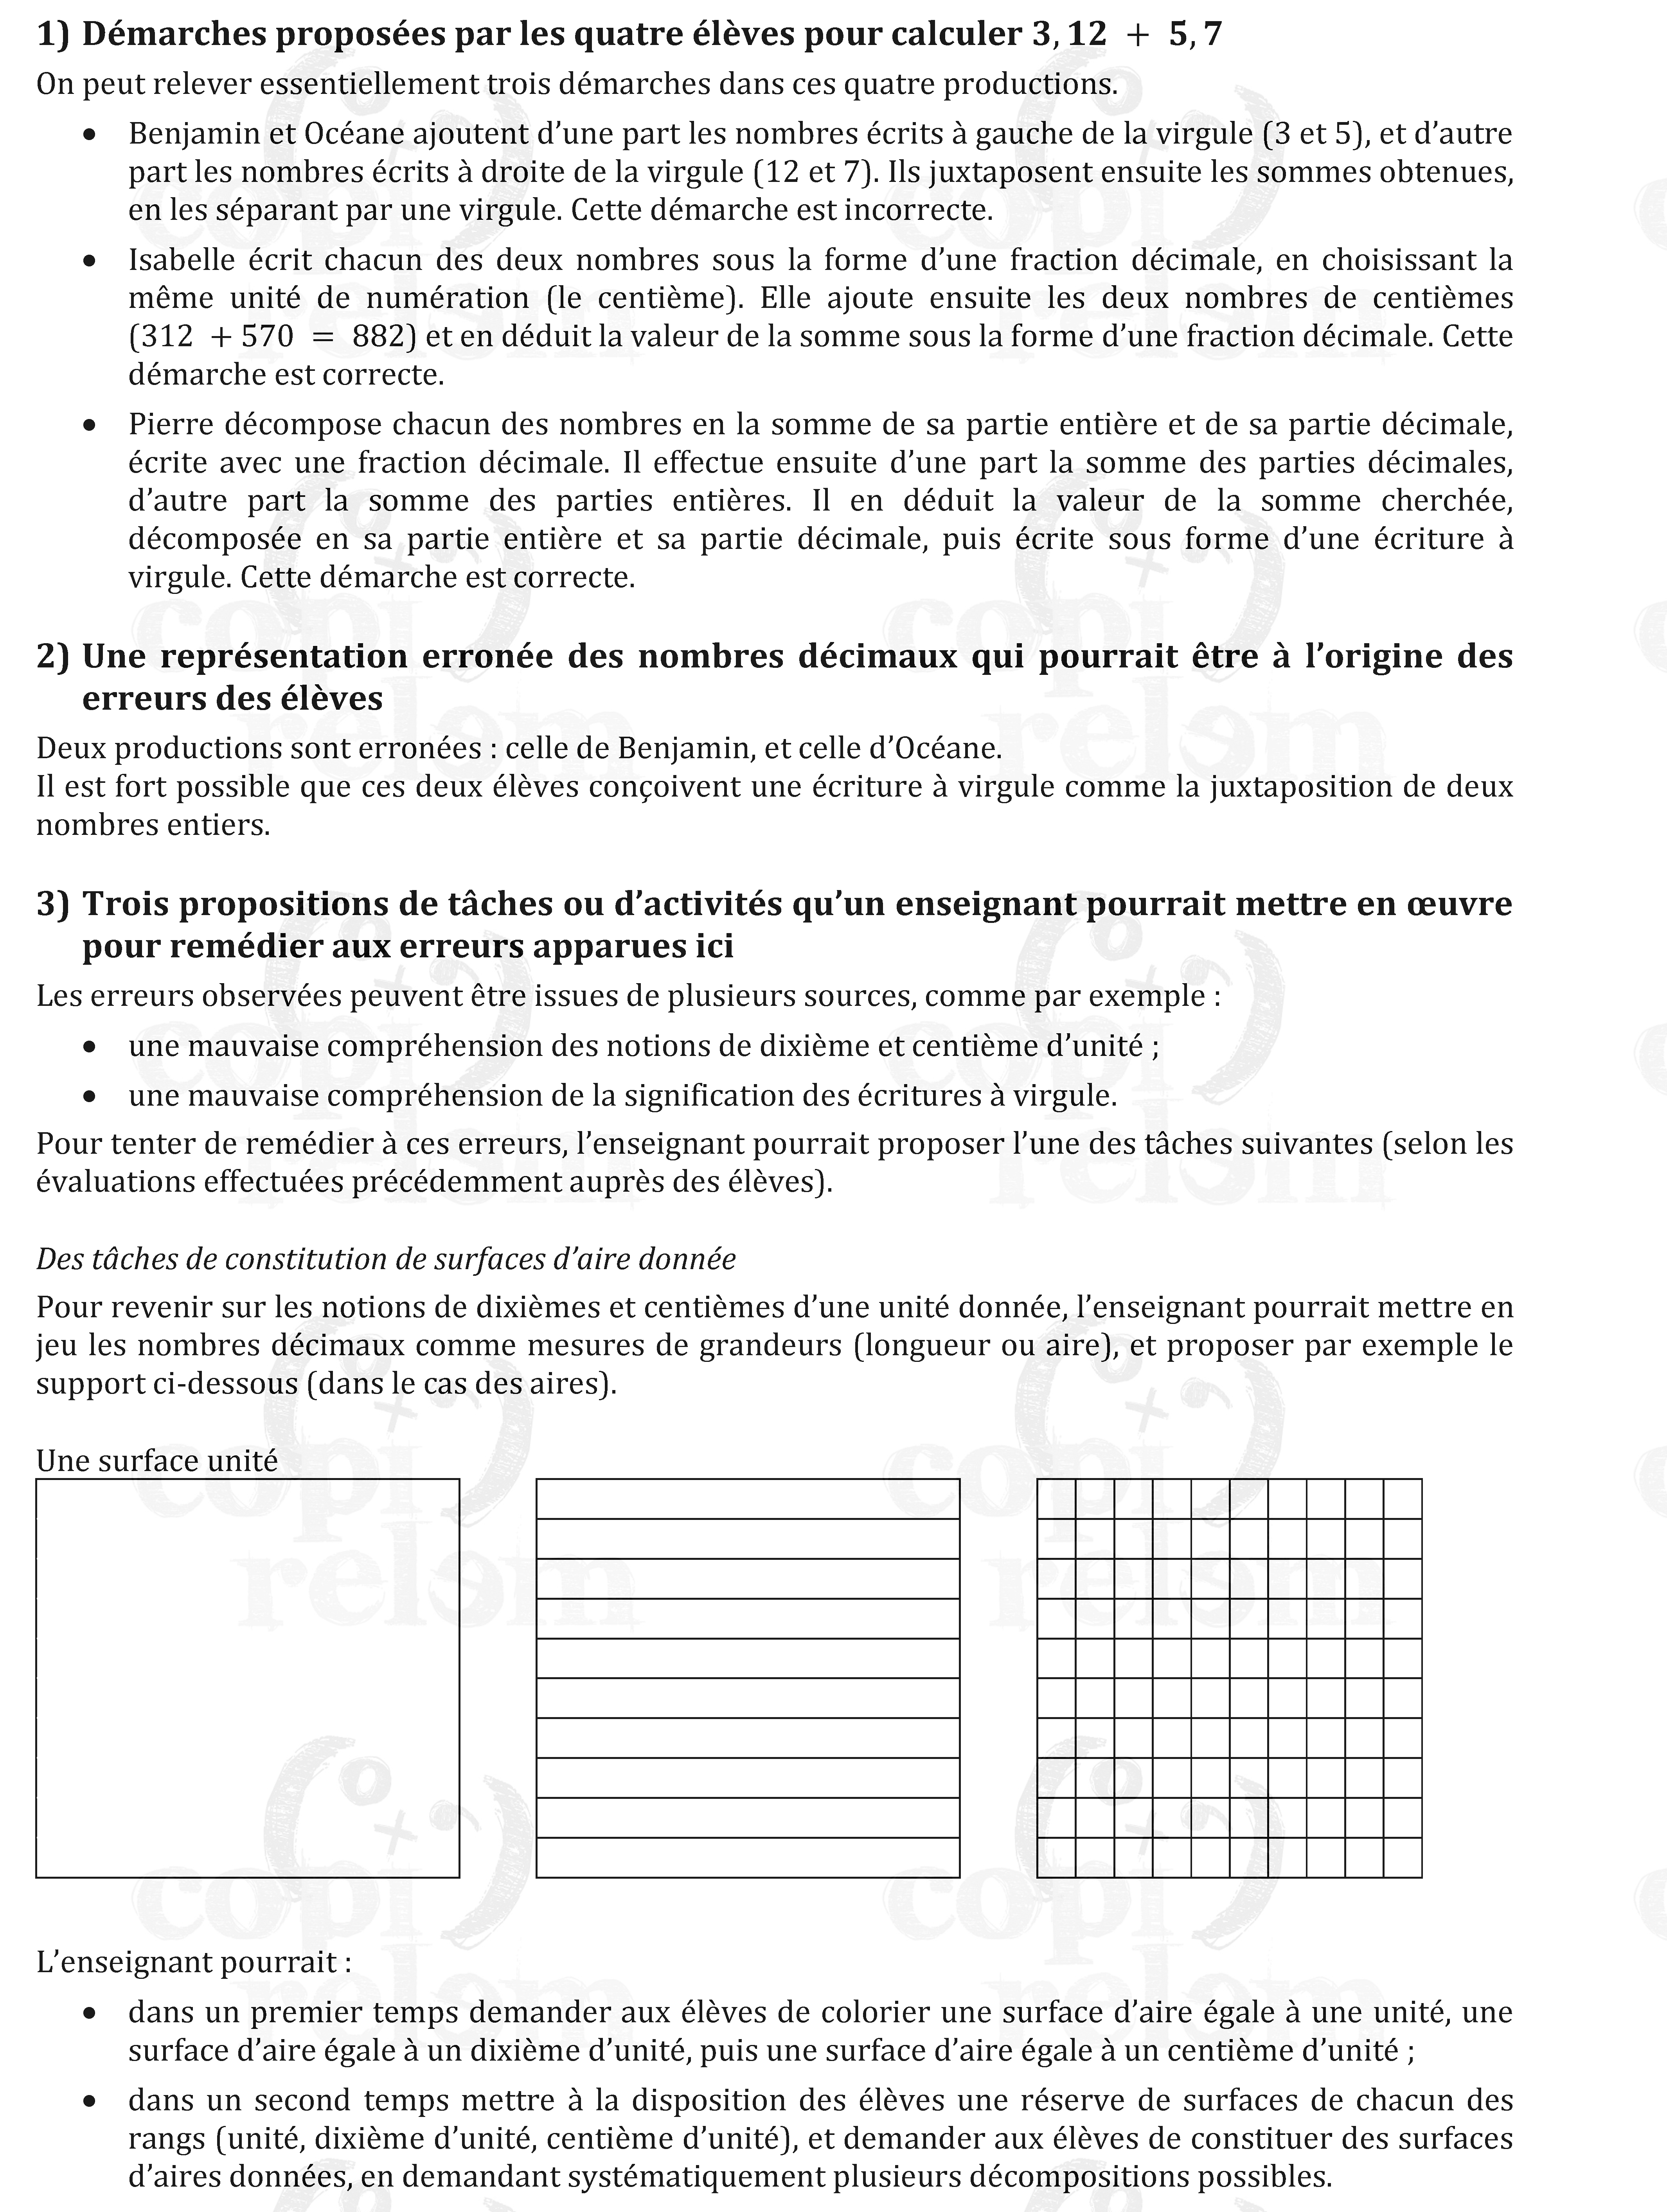 1) Démarches proposées par les quatre élèves pour calculer 3,12 + 5,7
On peut relever essentiellement trois démarches dans ces quatre productions.
• Benjamin et Océane ajoutent d’une part les nombres écrits à gauche de la virgule (3 et 5), et d’autre
part les nombres écrits à droite de la virgule (12 et 7). Ils juxtaposent ensuite les sommes obtenues,
en les séparant par une virgule. Cette démarche est incorrecte.
• Isabelle écrit chacun des deux nombres sous la forme d’une fraction décimale, en choisissant la
même unité de numération (le centième). Elle ajoute ensuite les deux nombres de centièmes
(312 + 570 = 882) et en déduit la valeur de la somme sous la forme d’une fraction décimale. Cette
démarche est correcte.
• Pierre décompose chacun des nombres en la somme de sa partie entière et de sa partie décimale,
écrite avec une fraction décimale. Il effectue ensuite d’une part la somme des parties décimales,
d’autre part la somme des parties entières. Il en déduit la valeur de la somme cherchée,
décomposée en sa partie entière et sa partie décimale, puis écrite sous forme d’une écriture à
virgule. Cette démarche est correcte.
2) Une représentation erronée des nombres décimaux qui pourrait être à l’origine des
erreurs des élèves
Deux productions sont erronées : celle de Benjamin, et celle d’Océane.
Il est fort possible que ces deux élèves conçoivent une écriture à virgule comme la juxtaposition de deux
nombres entiers.
3) Trois propositions de tâches ou d’activités qu’un enseignant pourrait mettre en œuvre
pour remédier aux erreurs apparues ici
Les erreurs observées peuvent être issues de plusieurs sources, comme par exemple :
• une mauvaise compréhension des notions de dixième et centième d’unité ;
• une mauvaise compréhension de la signification des écritures à virgule.
Pour tenter de remédier à ces erreurs, l’enseignant pourrait proposer l’une des tâches suivantes (selon les
évaluations effectuées précédemment auprès des élèves).
Des tâches de constitution de surfaces d’aire donnée
Pour revenir sur les notions de dixièmes et centièmes d’une unité donnée, l’enseignant pourrait mettre en
jeu les nombres décimaux comme mesures de grandeurs (longueur ou aire), et proposer par exemple le
support ci-dessous (dans le cas des aires).
Une surface unité
L’enseignant pourrait :
• dans un premier temps demander aux élèves de colorier une surface d’aire égale à une unité, une
surface d’aire égale à un dixième d’unité, puis une surface d’aire égale à un centième d’unité ;
• dans un second temps mettre à la disposition des élèves une réserve de surfaces de chacun des
rangs (unité, dixième d’unité, centième d’unité), et demander aux élèves de constituer des surfaces
d’aires données, en demandant systématiquement plusieurs décompositions possibles.